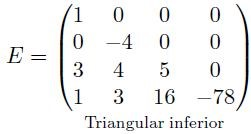 E = 
1 0 0 0
0 −4 0 0
3 4 5 0
1 3 16 −78
Triangular inferior